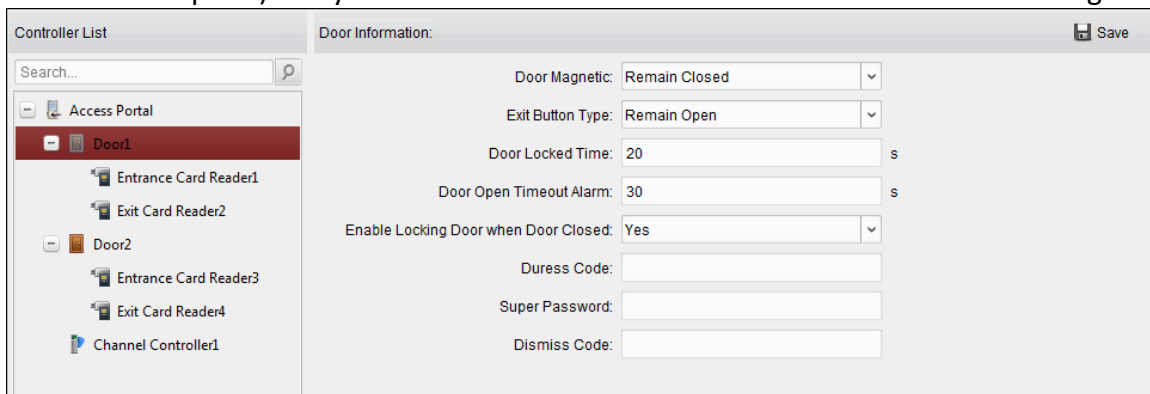 Controller List
Door Information:
Save
Search...
Access Portal
Door1
Entrance Card Reader1
Exit Card Reader2
Door2
Entrance Card Reader3
Exit Card Reader4
Channel Controller1
Door Magnetic: Remain Closed
Exit Button Type: Remain Open
Door Locked Time: 20 s
Door Open Timeout Alarm: 30 s
Enable Locking Door when Door Closed: Yes
Duress Code:
Super Password:
Dismiss Code: